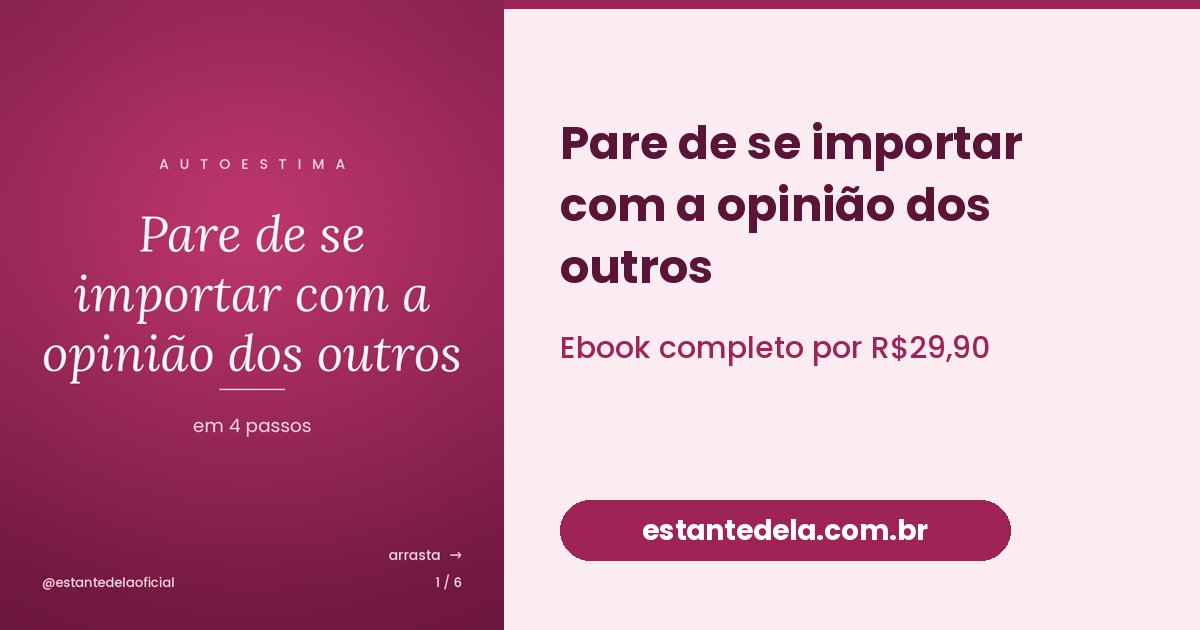 AUTOESTIMA
Pare de se
importar com a
opinião dos outros
em 4 passos
arrasta →
@estantedelaoficial
1 / 6
Pare de se importar
com a opinião dos
outros
Ebook completo por R$29,90
estantedela.com.br